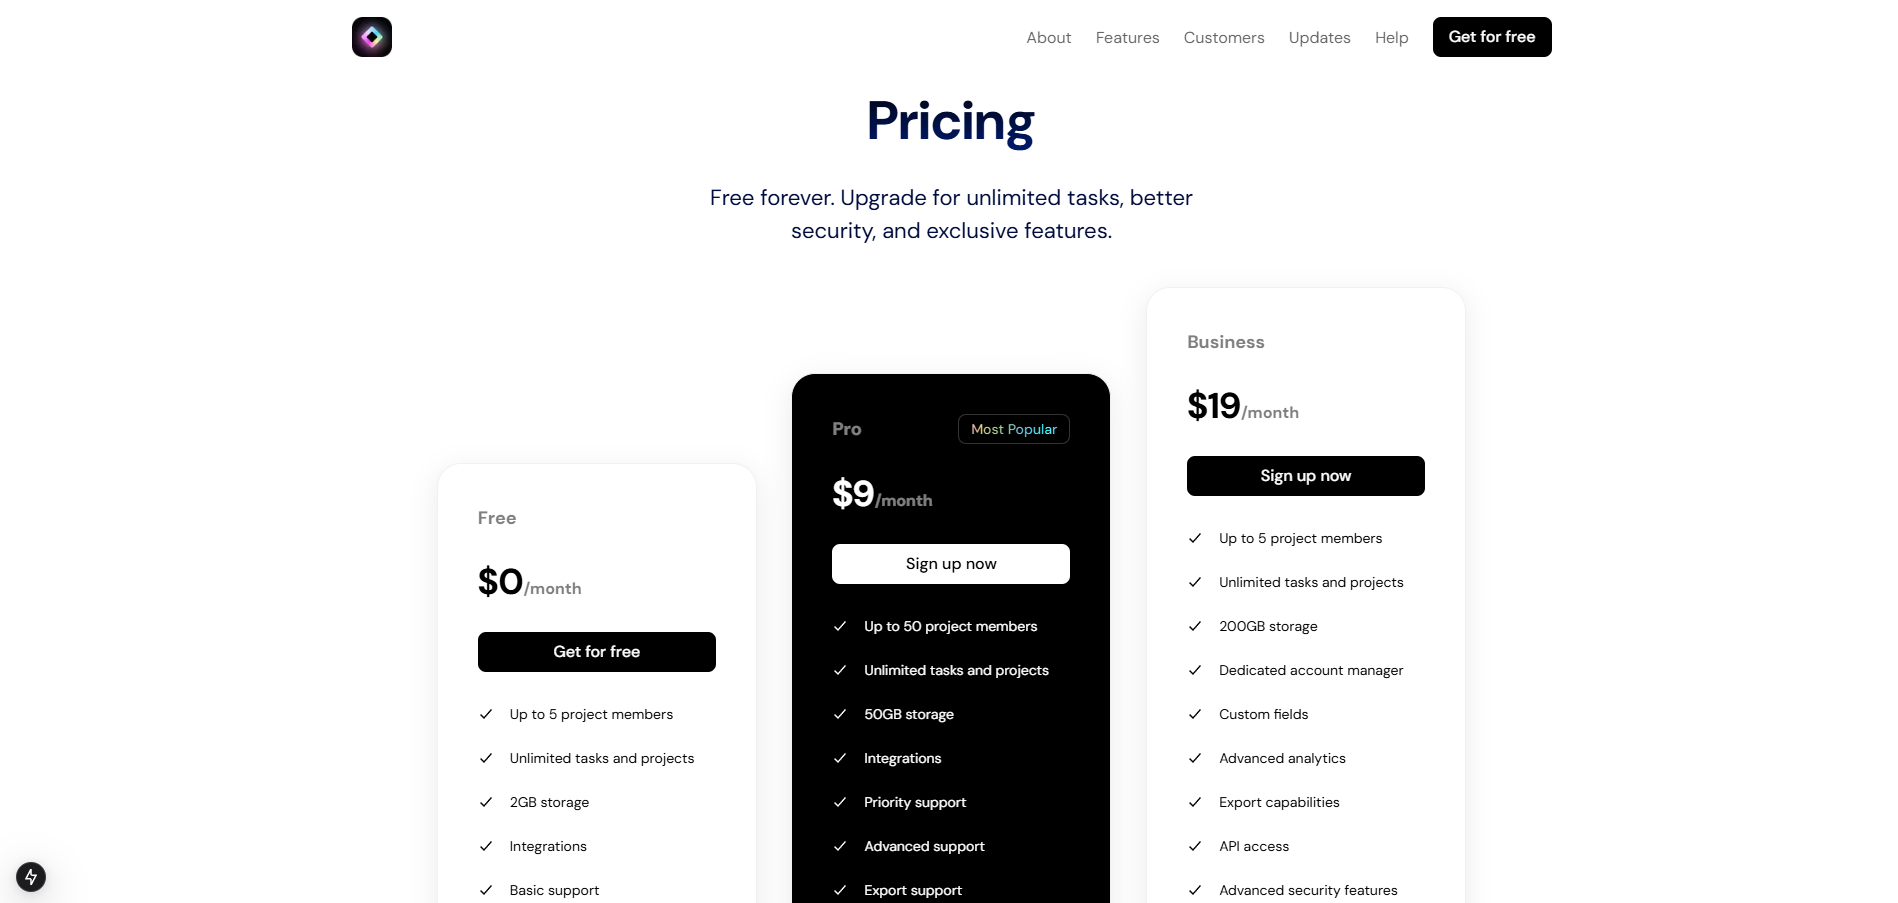 About
Features
Customers
Updates
Help
Get for free
Pricing
Free forever. Upgrade for unlimited tasks, better
security, and exclusive features.
Free
$0/month
Get for free
Up to 5 project members
Unlimited tasks and projects
2GB storage
Integrations
Basic support
Pro
Most Popular
$9/month
Sign up now
Up to 50 project members
Unlimited tasks and projects
50GB storage
Integrations
Priority support
Advanced support
Export support
Business
$19/month
Sign up now
Up to 5 project members
Unlimited tasks and projects
200GB storage
Dedicated account manager
Custom fields
Advanced analytics
Export capabilities
API access
Advanced security features